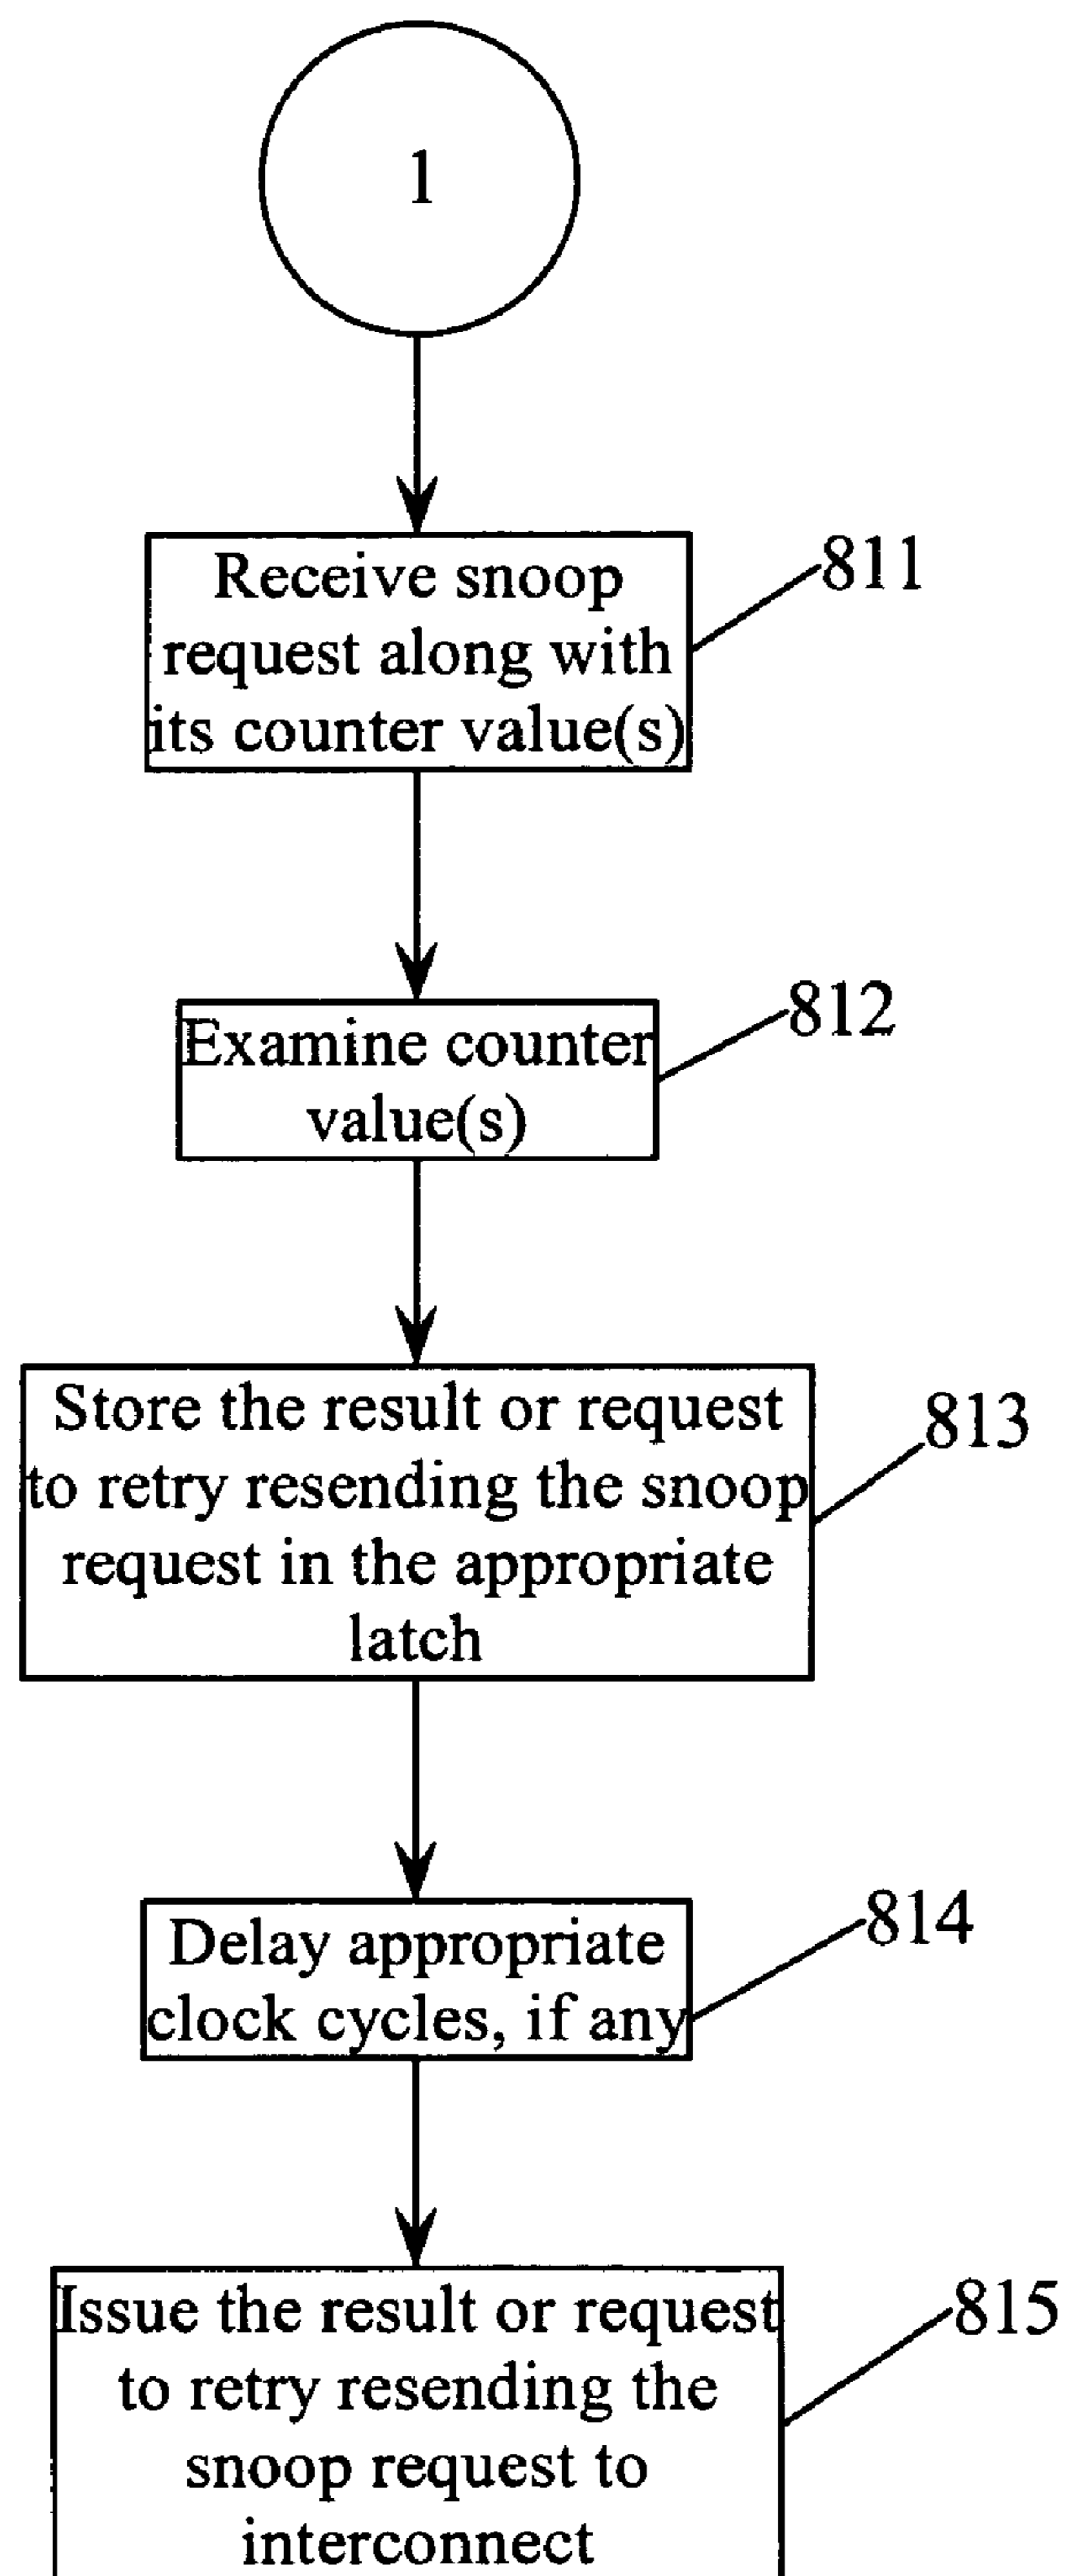 1
Receive snoop
request along with
its counter value(s)
811
Examine counter
value(s)
812
Store the result or request
to retry resending the snoop
request in the appropriate
latch
813
Delay appropriate
clock cycles, if any
814
Issue the result or request
to retry resending the
snoop request to
interconnect
815